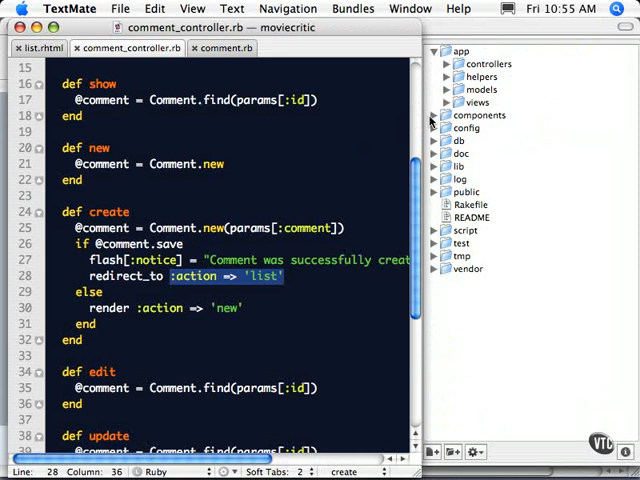 TextMate File Edit View Text Navigation Bundles Window Help Fri 10:55 AM
comment_controller.rb — moviecritic
list.rhtml comment_controller.rb comment.rb
15
16 def show
17 @comment = Comment.find(params[:id])
18 end
19
20 def new
21 @comment = Comment.new
22 end
23
24 def create
25 @comment = Comment.new(params[:comment])
26 if @comment.save
27 flash[:notice] = "Comment was successfully creat
28 redirect_to :action => 'list'
29 else
30 render :action => 'new'
31 end
32 end
33
34 def edit
35 @comment = Comment.find(params[:id])
36 end
37
38 def update
39 @comment = Comment.find(params[:id])
Line: 28 Column: 36 Ruby Soft Tabs: 2 create
app
controllers
helpers
models
views
components
config
db
doc
lib
log
public
Rakefile
README
script
test
tmp
vendor
VTC